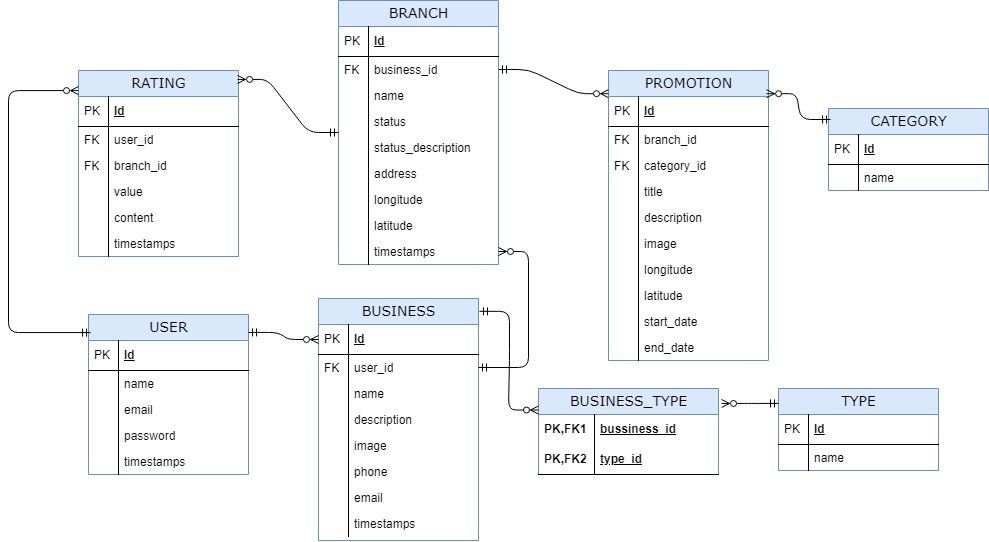 BRANCH
PK Id
FK business_id
name
status
status_description
address
longitude
latitude
timestamps
RATING
PK Id
FK user_id
FK branch_id
value
content
timestamps
PROMOTION
PK Id
FK branch_id
FK category_id
title
description
image
longitude
latitude
start_date
end_date
CATEGORY
PK Id
name
USER
PK Id
name
email
password
timestamps
BUSINESS
PK Id
FK user_id
name
description
image
phone
email
timestamps
BUSINESS_TYPE
PK,FK1 bussiness_id
PK,FK2 type_id
TYPE
PK Id
name